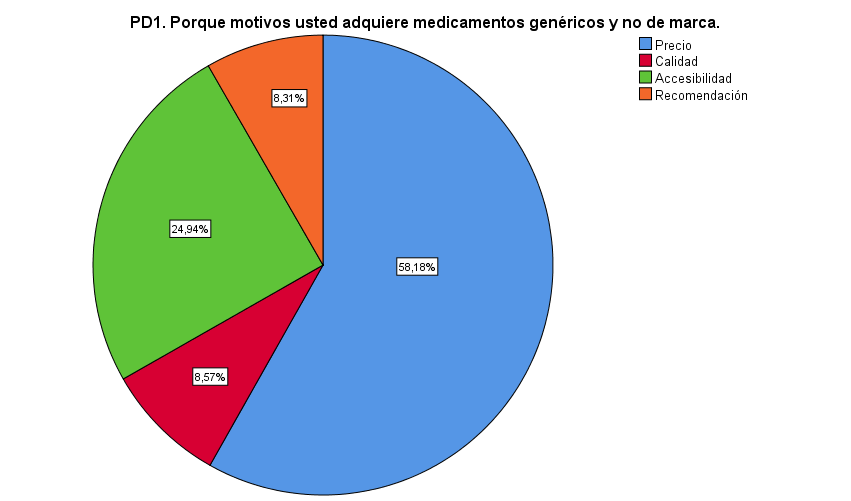 PD1. Porque motivos usted adquiere medicamentos genéricos y no de marca.
Precio
Calidad
Accesibilidad
Recomendación
8,31%
24,94%
58,18%
8,57%